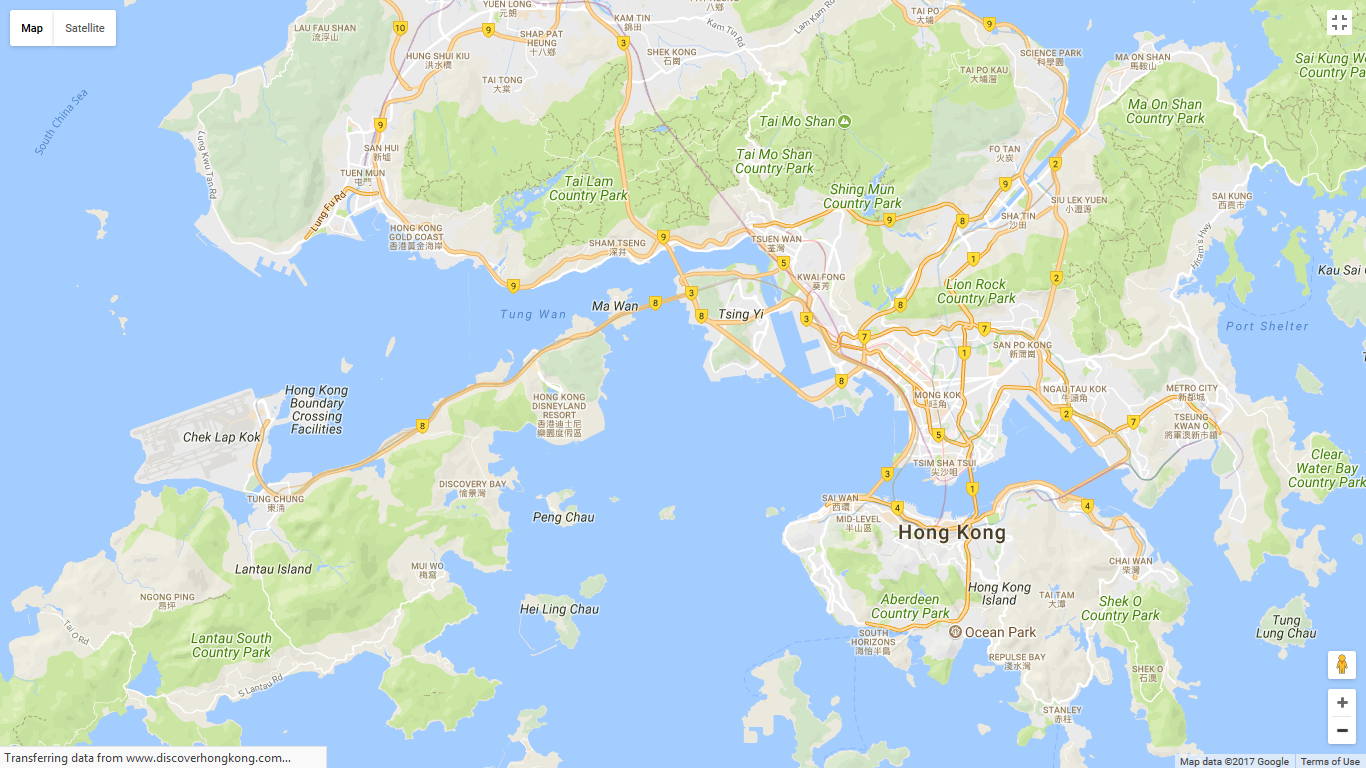 Map
Satellite
YUEN LONG
元朗
KAM TIN
錦田
Kam Tin Rd
Lam Kam Rd
TAI PO
大埔
LAU FAU SHAN
流浮山
10
9
SHAP PAT
HEUNG
十八鄉
3
SHEK KONG
石崗
9
SCIENCE PARK
科學園
MA ON SHAN
馬鞍山
Sai Kung We
Country Park
HUNG SHUI KIU
洪水橋
TAI TONG
大棠
TAI PO KAU
大埔滘
South China Sea
Ma On Shan
Country Park
9
Tai Mo Shan
Lung Kwu Tan Rd
SAN HUI
新墟
FO TAN
火炭
Tai Mo Shan
Country Park
2
TUEN MUN
屯門
Tai Lam
Country Park
Shing Mun
Country Park
9
SIU LEK YUEN
小瀝源
SAI KUNG
西貢市
Lung Fu Rd
HONG KONG
GOLD COAST
香港黃金海岸
SHAM TSENG
深井
9
TSUEN WAN
荃灣
9
8
SHA TIN
沙田
Hiram's Hwy
1
5
KWAI FONG
葵芳
2
Kau Sai C
9
Ma Wan
8
3
8
Tsing Yi
3
8
Lion Rock
Country Park
Tung Wan
7
7
Port Shelter
1
SAN PO KONG
新蒲崗
8
Hong Kong
Boundary
Crossing
Facilities
HONG KONG
DISNEYLAND
RESORT
香港迪士尼
樂園度假區
MONG KOK
旺角
NGAU TAU KOK
牛頭角
METRO CITY
新都城
2
7
TSEUNG
KWAN O
將軍澳新市鎮
Chek Lap Kok
8
5
TSIM SHA TSUI
尖沙咀
Clear
Water Bay
Country Park
DISCOVERY BAY
愉景灣
3
1
TUNG CHUNG
東涌
SAI WAN
西環
4
4
Peng Chau
MID-LEVEL
半山區
Hong Kong
Lantau Island
MUI WO
梅窩
CHAI WAN
柴灣
NGONG PING
昂坪
Hei Ling Chau
Aberdeen
Country Park
Hong Kong
Island
TAI TAM
大潭
Shek O
Country Park
Tai O Rd
Lantau South
Country Park
SOUTH
HORIZONS
海怡半島
Ocean Park
Tung
Lung Chau
REPULSE BAY
淺水灣
SHEK O
石澳
S Lantau Rd
STANLEY
赤柱
Transferring data from www.discoverhongkong.com...
Map data ©2017 Google
Terms of Use